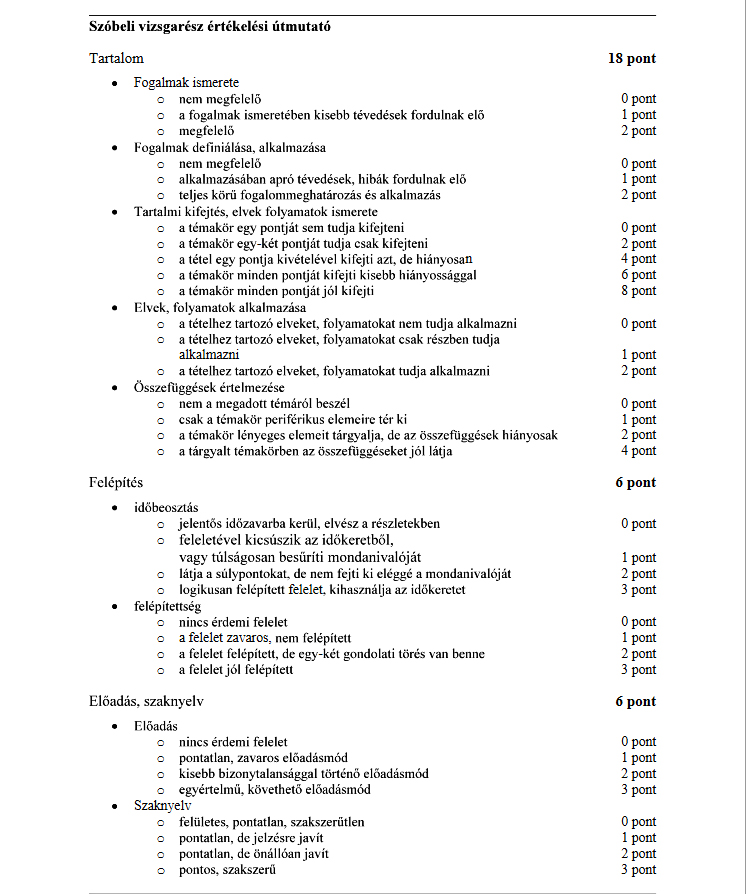 Szóbeli vizsgarész értékelési útmutató
Tartalom 18 pont
• Fogalmak ismerete
o nem megfelelő 0 pont
o a fogalmak ismeretében kisebb tévedések fordulnak elő 1 pont
o megfelelő 2 pont
• Fogalmak definiálása, alkalmazása
o nem megfelelő 0 pont
o alkalmazásában apró tévedések, hibák fordulnak elő 1 pont
o teljes körű fogalommeghatározás és alkalmazás 2 pont
• Tartalmi kifejtés, elvek folyamatok ismerete
o a témakör egy pontját sem tudja kifejteni 0 pont
o a témakör egy-két pontját tudja csak kifejteni 2 pont
o a tétel egy pontja kivételével kifejti azt, de hiányosan 4 pont
o a témakör minden pontját kifejti kisebb hiányossággal 6 pont
o a témakör minden pontját jól kifejti 8 pont
• Elvek, folyamatok alkalmazása
o a tételhez tartozó elveket, folyamatokat nem tudja alkalmazni 0 pont
o a tételhez tartozó elveket, folyamatokat csak részben tudja
alkalmazni 1 pont
o a tételhez tartozó elveket, folyamatokat tudja alkalmazni 2 pont
• Összefüggések értelmezése
o nem a megadott témáról beszél 0 pont
o csak a témakör periférikus elemeire tér ki 1 pont
o a témakör lényeges elemeit tárgyalja, de az összefüggések hiányosak 2 pont
o a tárgyalt témakörben az összefüggéseket jól látja 4 pont
Felépítés 6 pont
• időbeosztás
o jelentős időzavarba kerül, elvész a részletekben 0 pont
o feleletével kicsúszik az időkeretből,
vagy túlságosan besűríti mondanivalóját 1 pont
o látja a súlypontokat, de nem fejti ki eléggé a mondanivalóját 2 pont
o logikusan felépített felelet, kihasználja az időkeretet 3 pont
• felépítettség
o nincs érdemi felelet 0 pont
o a felelet zavaros, nem felépített 1 pont
o a felelet felépített, de egy-két gondolati törés van benne 2 pont
o a felelet jól felépített 3 pont
Előadás, szaknyelv 6 pont
• Előadás
o nincs érdemi felelet 0 pont
o pontatlan, zavaros előadásmód 1 pont
o kisebb bizonytalansággal történő előadásmód 2 pont
o egyértelmű, követhető előadásmód 3 pont
• Szaknyelv
o felületes, pontatlan, szakszerűtlen 0 pont
o pontatlan, de jelzésre javít 1 pont
o pontatlan, de önállóan javít 2 pont
o pontos, szakszerű 3 pont